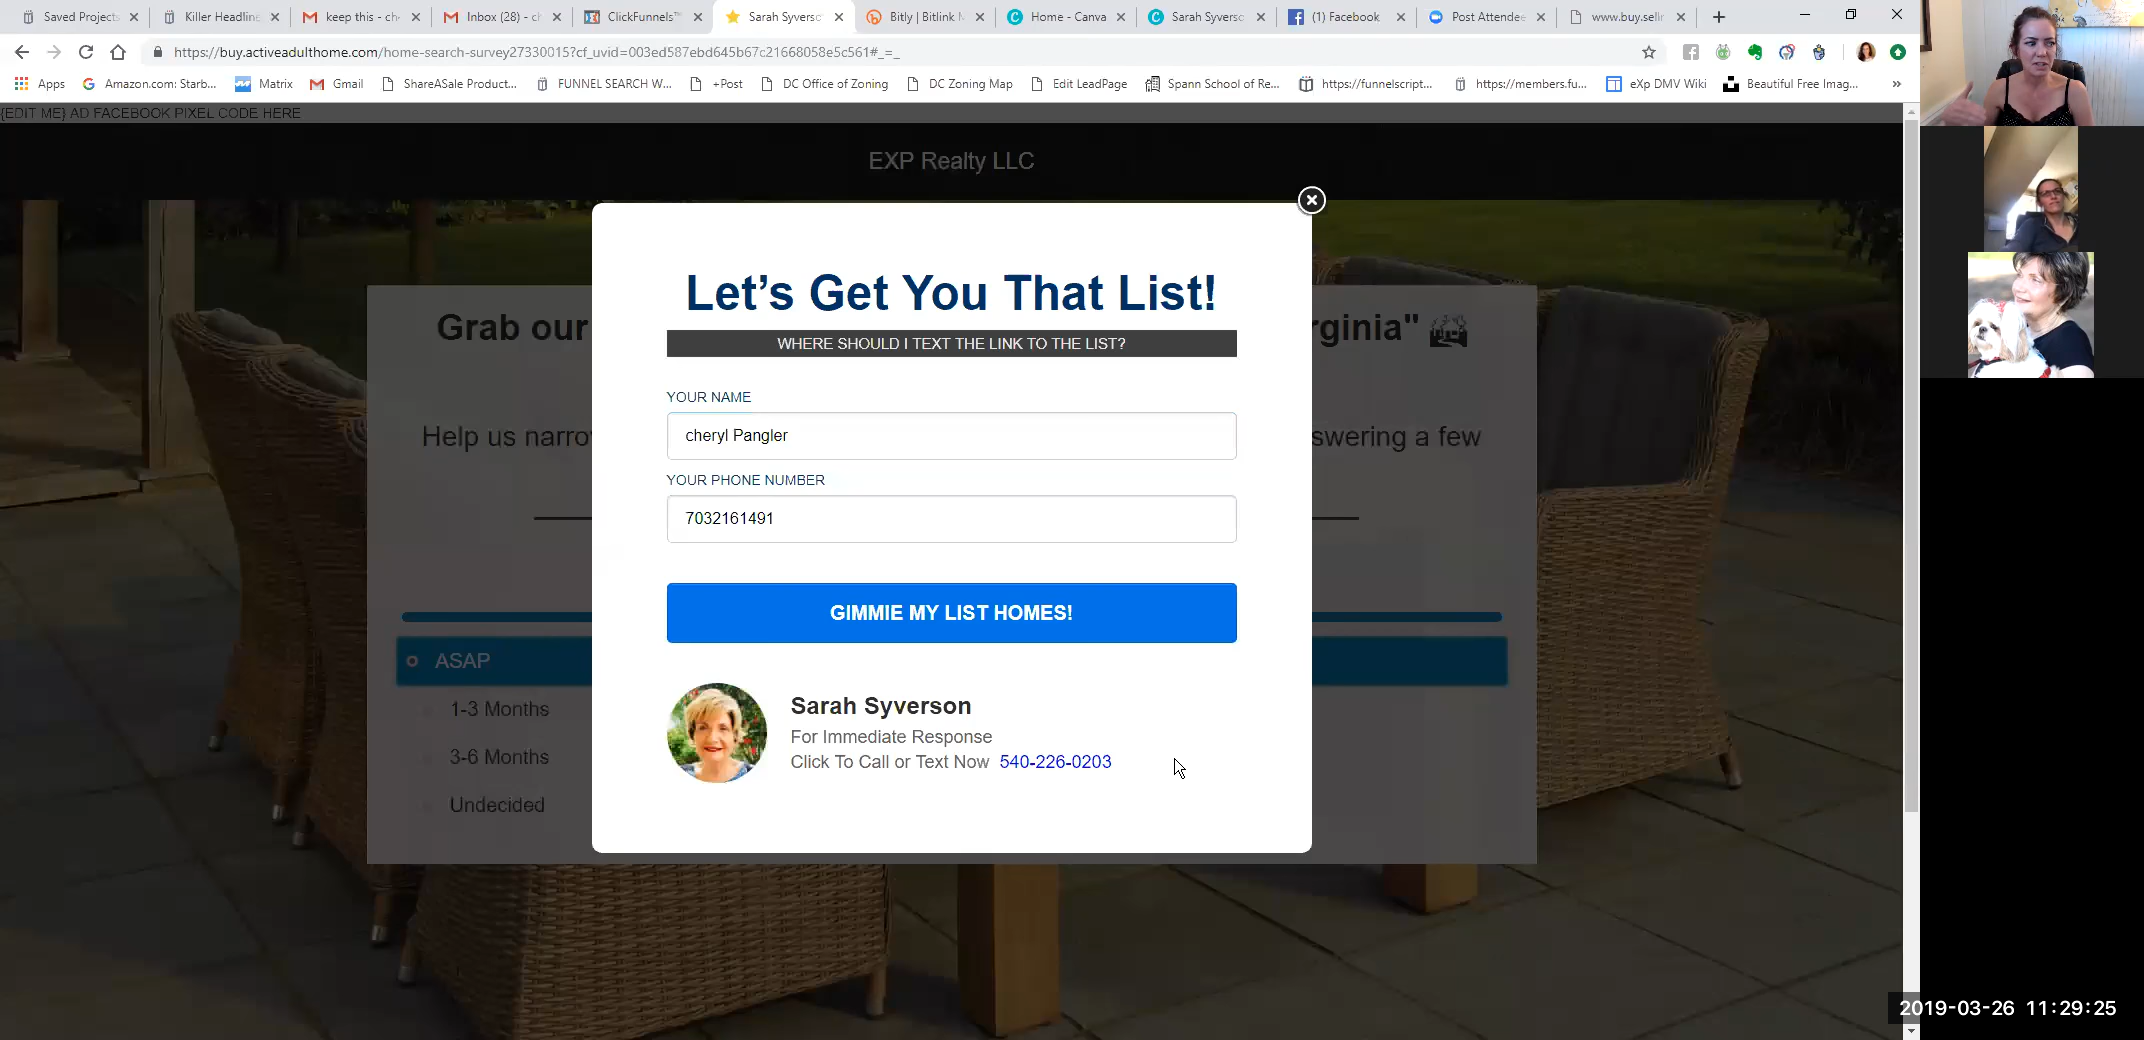 Saved Projects
Killer Headline
keep this - ch
Inbox (28) - ch
ClickFunnels™
Sarah Syverso
Bitly | Bitlink M
Home - Canva
Sarah Syverso
(1) Facebook
Post Attendee
www.buy.sellin
https://buy.activeadulthome.com/home-search-survey27330015?cf_uvid=003ed587ebd645b67c21668058e5c561#_=_
Apps
Amazon.com: Starb...
Matrix
Gmail
ShareASale Product...
FUNNEL SEARCH W...
+Post
DC Office of Zoning
DC Zoning Map
Edit LeadPage
Spann School of Re...
https://funnelscript...
https://members.fu...
eXp DMV Wiki
Beautiful Free Imag...
{EDIT ME} AD FACEBOOK PIXEL CODE HERE
EXP Realty LLC
Let's Get You That List!
Grab our
rginia"
WHERE SHOULD I TEXT THE LINK TO THE LIST?
YOUR NAME
cheryl Pangler
Help us narro
swering a few
YOUR PHONE NUMBER
7032161491
GIMMIE MY LIST HOMES!
ASAP
1-3 Months
3-6 Months
Undecided
Sarah Syverson
For Immediate Response
Click To Call or Text Now 540-226-0203
2019-03-26 11:29:25